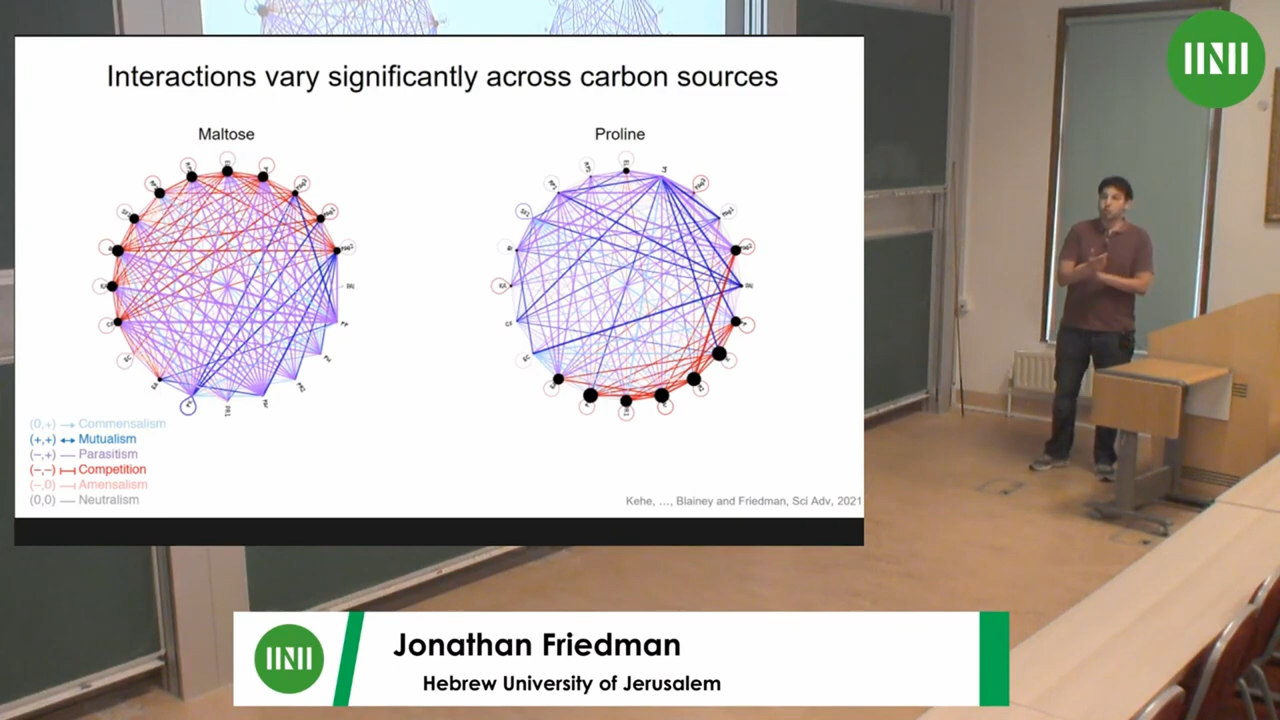 Interactions vary significantly across carbon sources
Maltose
Proline
(0,+) → Commensalism
(+,+) ↔ Mutualism
(–,+) — Parasitism
(–,–) Competition
(–,0) Amensalism
(0,0) — Neutralism
Kehe, ..., Blainey and Friedman, Sci Adv, 2021
Jonathan Friedman
Hebrew University of Jerusalem